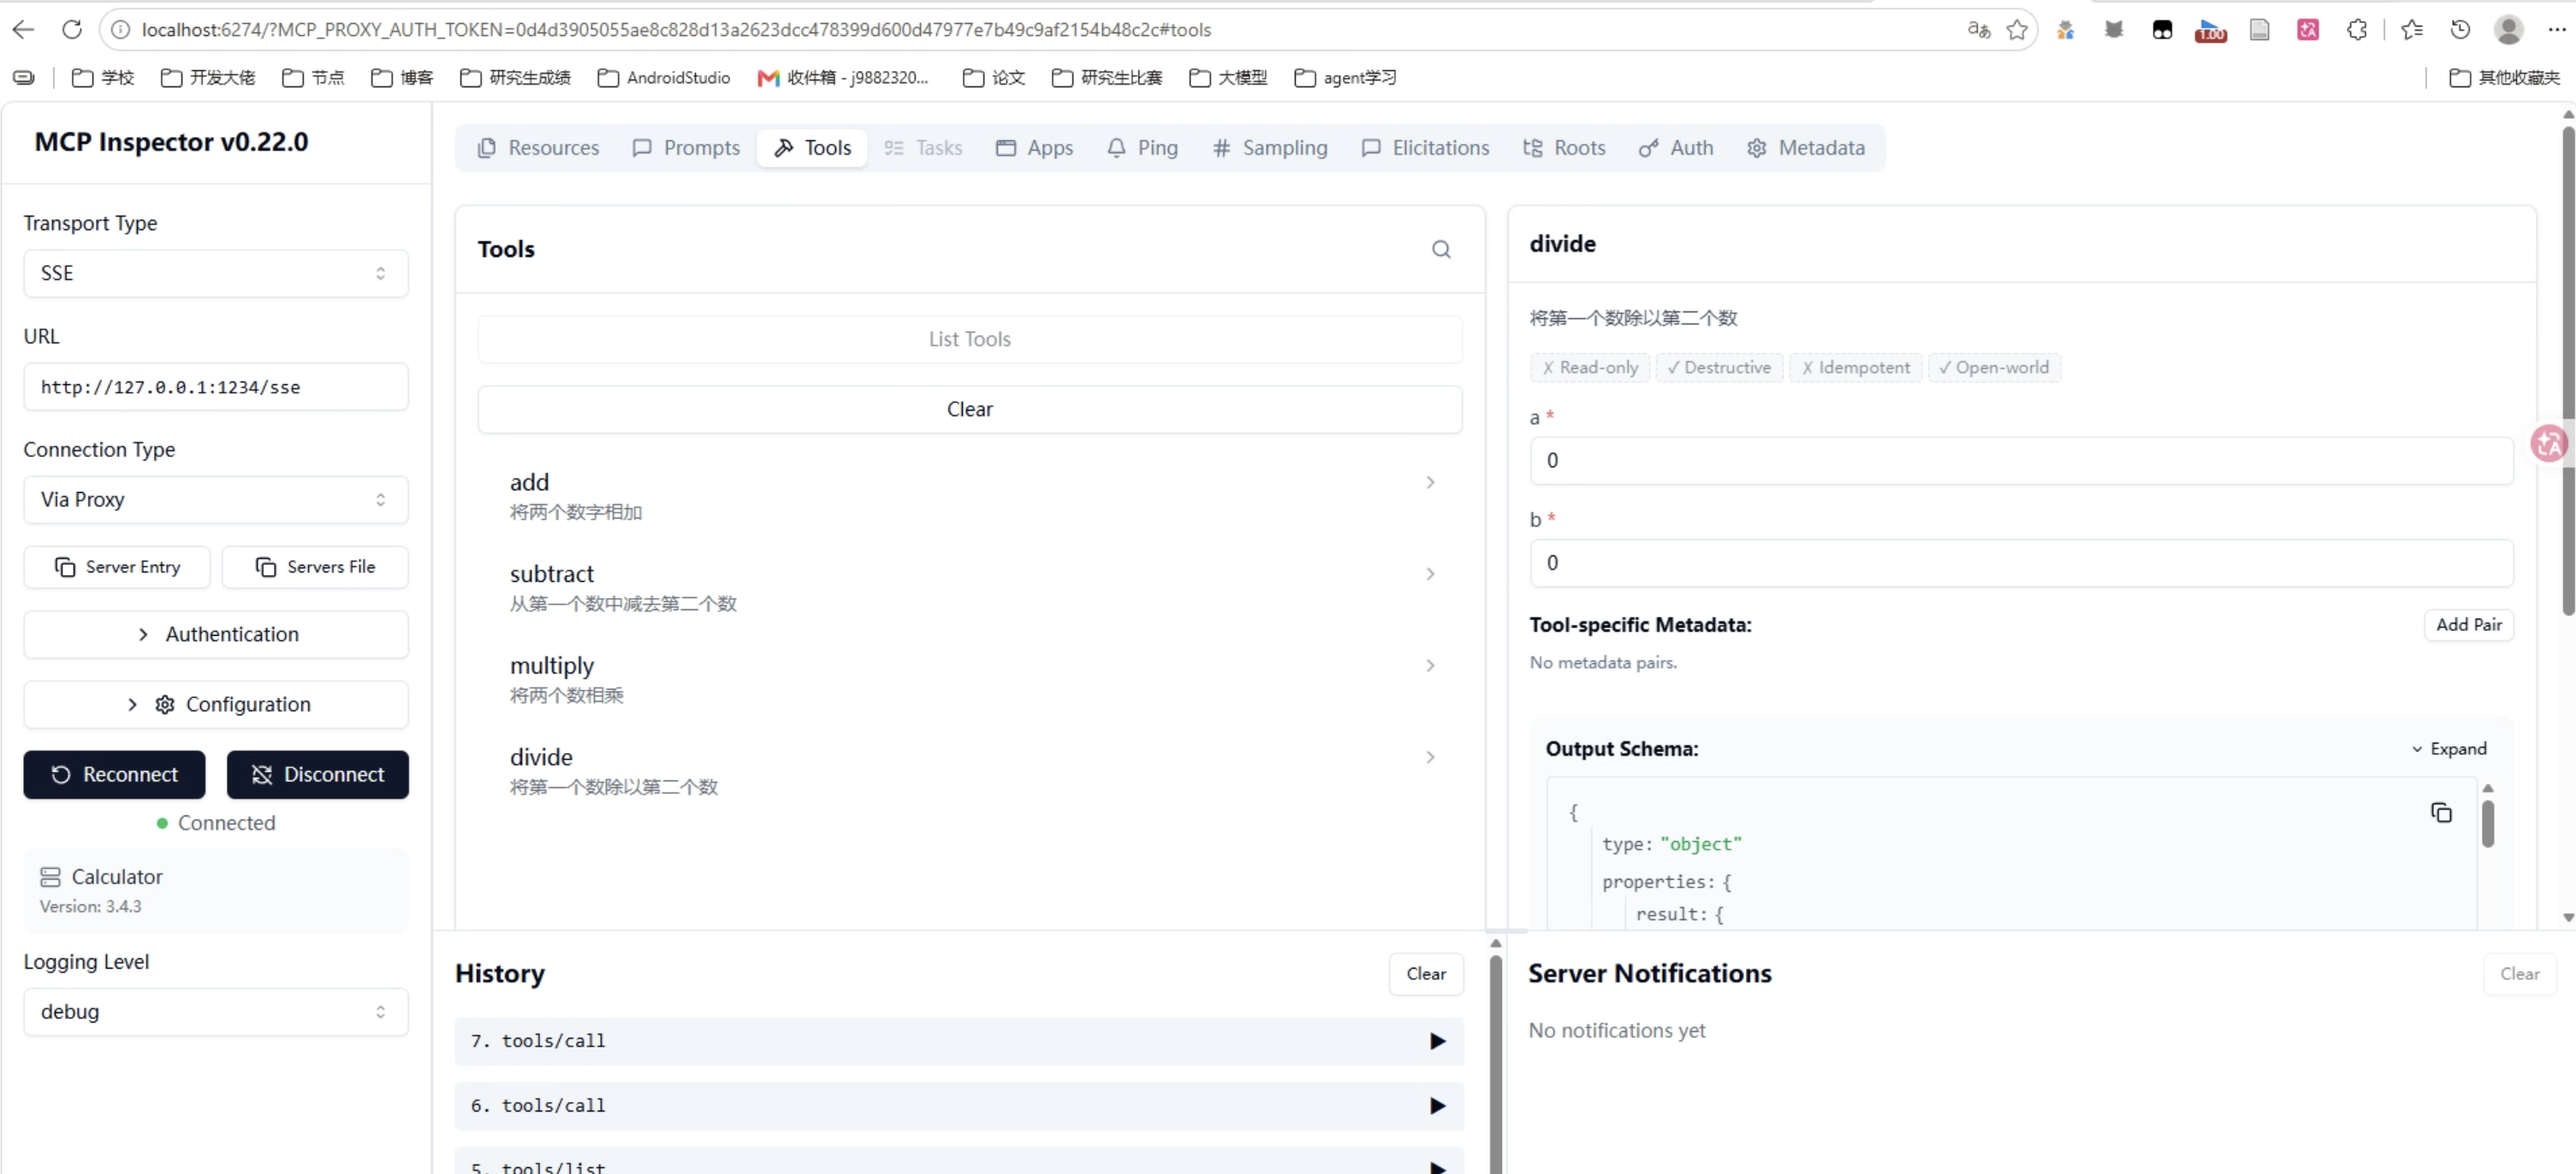 localhost:6274/?MCP_PROXY_AUTH_TOKEN=0d4d3905055ae8c828d13a2623dcc478399d600d47977e7b49c9af2154b48c2c#tools
1.00
学校
开发大佬
节点
博客
研究生成绩
AndroidStudio
收件箱 - j9882320...
论文
研究生比赛
大模型
agent学习
其他收藏夹
MCP Inspector v0.22.0
Transport Type
SSE
URL
http://127.0.0.1:1234/sse
Connection Type
Via Proxy
Server Entry
Servers File
Authentication
Configuration
Reconnect
Disconnect
Connected
Calculator
Version: 3.4.3
Logging Level
debug
Resources
Prompts
Tools
Tasks
Apps
Ping
Sampling
Elicitations
Roots
Auth
Metadata
Tools
List Tools
Clear
add
将两个数字相加
subtract
从第一个数中减去第二个数
multiply
将两个数相乘
divide
将第一个数除以第二个数
divide
将第一个数除以第二个数
✗ Read-only
✓ Destructive
✗ Idempotent
✓ Open-world
a *
0
b *
0
Tool-specific Metadata:
Add Pair
No metadata pairs.
Output Schema:
Expand
{
type: "object"
properties: {
result: {
History
Clear
7. tools/call
6. tools/call
5. tools/list
Server Notifications
Clear
No notifications yet